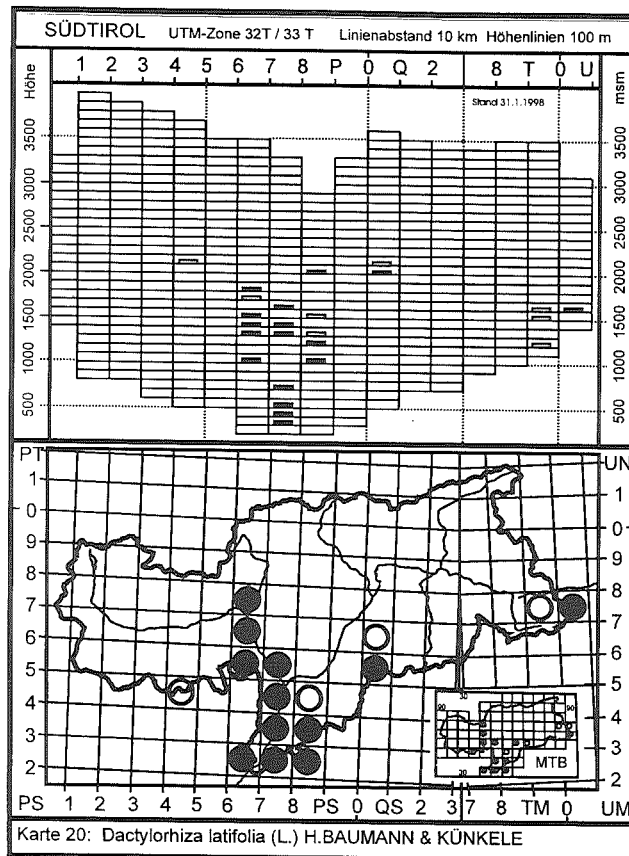 SÜDTIROL UTM-Zone 32T / 33 T Linienabstand 10 km Höhenlinien 100 m
1 2 3 4 5 6 7 8 P 0 Q 2 8 T 0 U
Höhe
msm
Stand 31.1.1998
3500 3500
3000 3000
2500 2500
2000 2000
1500 1500
1000 1000
500 500
PT UN
1 1
0 0
9 9
8 8
7 7
6 6
5 5
4 4
3 3
2 2
90 90
MTB
PS 1 2 3 4 5 6 7 8 PS 0 QS 2 3 7 8 TM 0 UM
Karte 20: Dactylorhiza latifolia (L.) H.BAUMANN & KÜNKELE